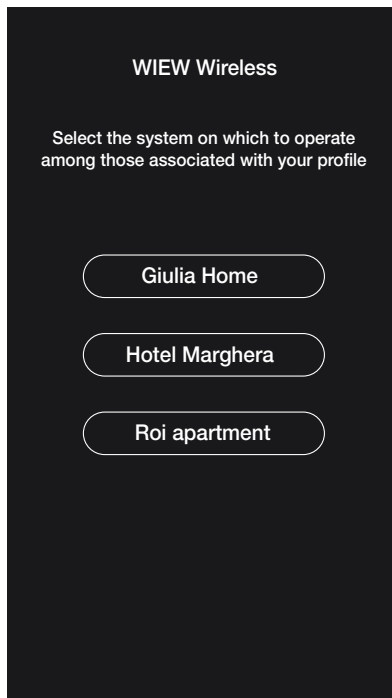 WIEW Wireless
Select the system on which to operate
among those associated with your profile
Giulia Home
Hotel Marghera
Roi apartment